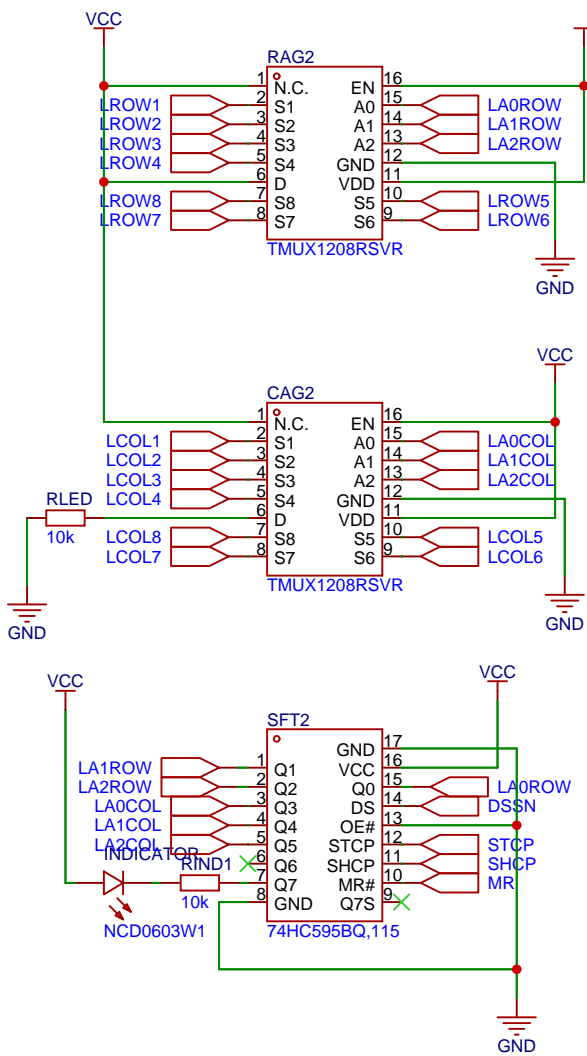 VCC
RAG2
1 N.C. EN 16
LROW1 2 S1 A0 15 LA0ROW
LROW2 3 S2 A1 14 LA1ROW
LROW3 4 S3 A2 13 LA2ROW
LROW4 5 S4 GND 12
6 D VDD 11
LROW8 7 S8 S5 10 LROW5
LROW7 8 S7 S6 9 LROW6
TMUX1208RSVR
GND
VCC
CAG2
1 N.C. EN 16
LCOL1 2 S1 A0 15 LA0COL
LCOL2 3 S2 A1 14 LA1COL
LCOL3 4 S3 A2 13 LA2COL
LCOL4 5 S4 GND 12
RLED
6 D VDD 11
10k
LCOL8 7 S8 S5 10 LCOL5
LCOL7 8 S7 S6 9 LCOL6
TMUX1208RSVR
GND
GND
VCC
VCC
SFT2
GND 17
LA1ROW 1 Q1 VCC 16
LA2ROW 2 Q2 Q0 15 LA0ROW
LA0COL 3 Q3 DS 14 DSSN
LA1COL 4 Q4 OE# 13
LA2COL 5 Q5 STCP 12 STCP
INDICATOR RIND1 6 Q6 SHCP 11 SHCP
7 Q7 MR# 10 MR
10k 8 GND Q7S 9
NCD0603W1
74HC595BQ,115
GND